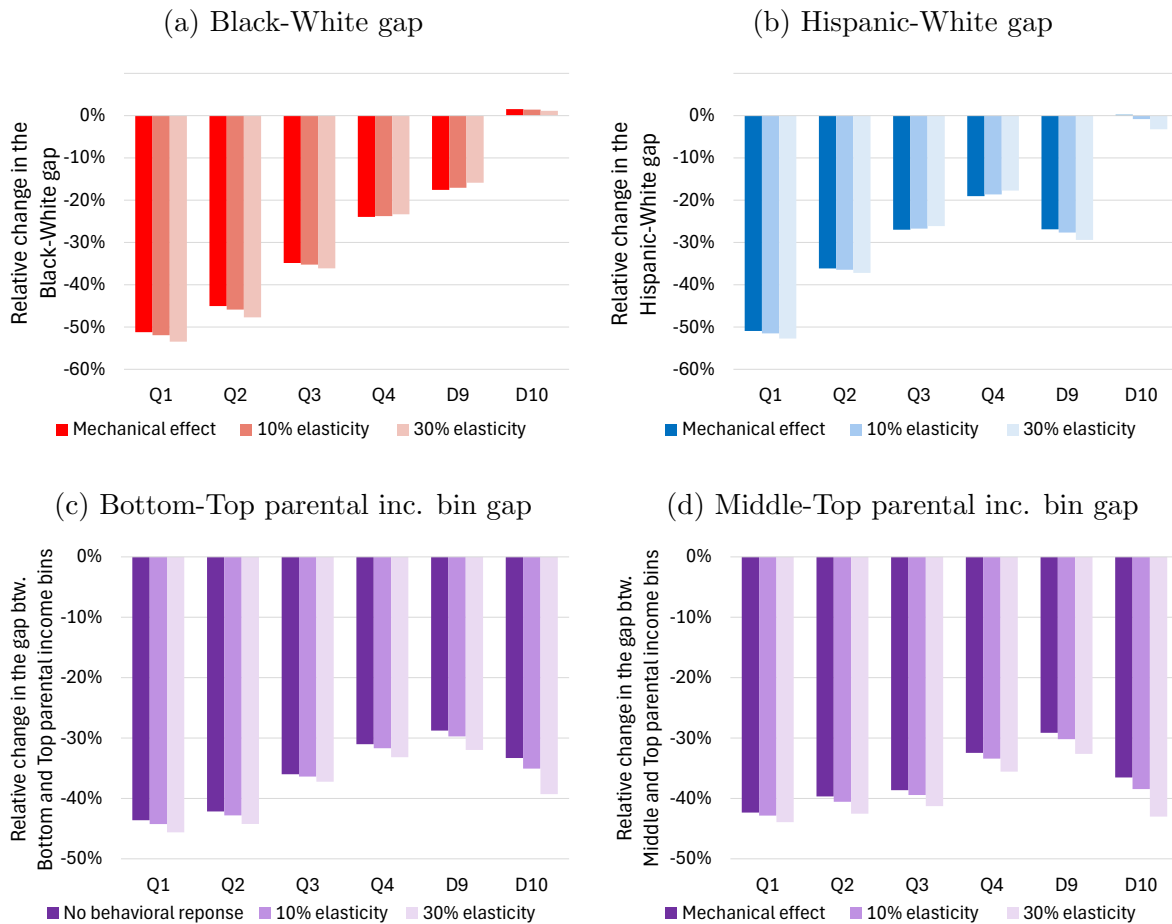 (a) Black-White gap
Relative change in the
Black-White gap
0%
-10%
-20%
-30%
-40%
-50%
-60%
Q1 Q2 Q3 Q4 D9 D10
Mechanical effect 10% elasticity 30% elasticity
(b) Hispanic-White gap
Relative change in the
Hispanic-White gap
0%
-10%
-20%
-30%
-40%
-50%
-60%
Q1 Q2 Q3 Q4 D9 D10
Mechanical effect 10% elasticity 30% elasticity
(c) Bottom-Top parental inc. bin gap
Relative change in the gap btw.
Bottom and Top parental income bins
0%
-10%
-20%
-30%
-40%
-50%
Q1 Q2 Q3 Q4 D9 D10
No behavioral reponse 10% elasticity 30% elasticity
(d) Middle-Top parental inc. bin gap
Relative change in the gap btw.
Middle and Top parental income bins
0%
-10%
-20%
-30%
-40%
-50%
Q1 Q2 Q3 Q4 D9 D10
Mechanical effect 10% elasticity 30% elasticity